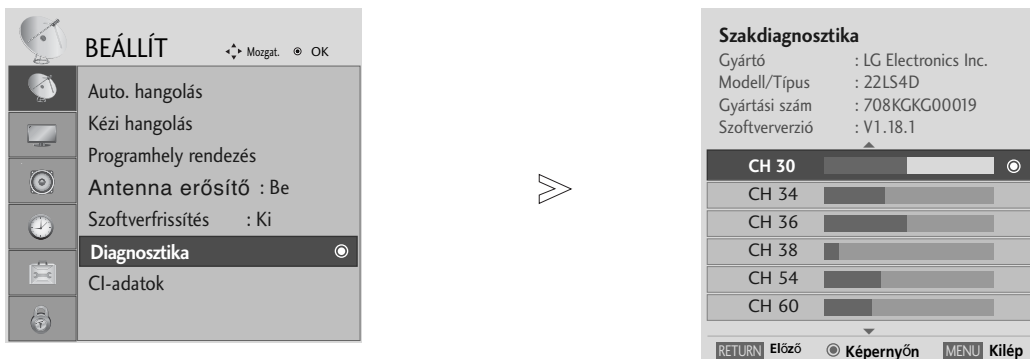 BEÁLLÍT Mozgat. OK
Auto. hangolás
Kézi hangolás
Programhely rendezés
Antenna erősítő : Be
Szoftverfrissítés : Ki
Diagnosztika
CI-adatok
Szakdiagnosztika
Gyártó : LG Electronics Inc.
Modell/Típus : 22LS4D
Gyártási szám : 708KGKG00019
Szoftververzió : V1.18.1
CH 30
CH 34
CH 36
CH 38
CH 54
CH 60
RETURN Előző Képernyőn MENU Kilép